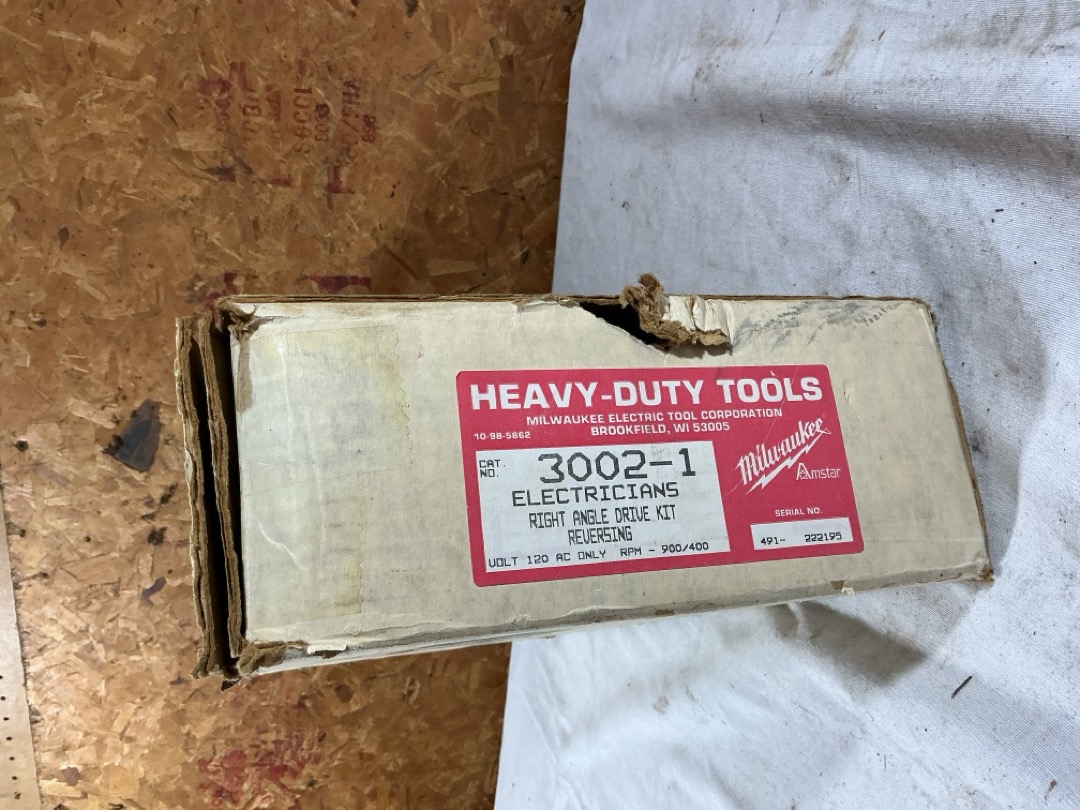 HEAVY-DUTY TOOLS
MILWAUKEE ELECTRIC TOOL CORPORATION
BROOKFIELD, WI 53005
10-98-5862
CAT. NO. 3002-1
ELECTRICIANS
RIGHT ANGLE DRIVE KIT
REVERSING
VOLT 120 AC ONLY RPM - 900/400
Milwaukee
Amstar
SERIAL NO.
491- 222195